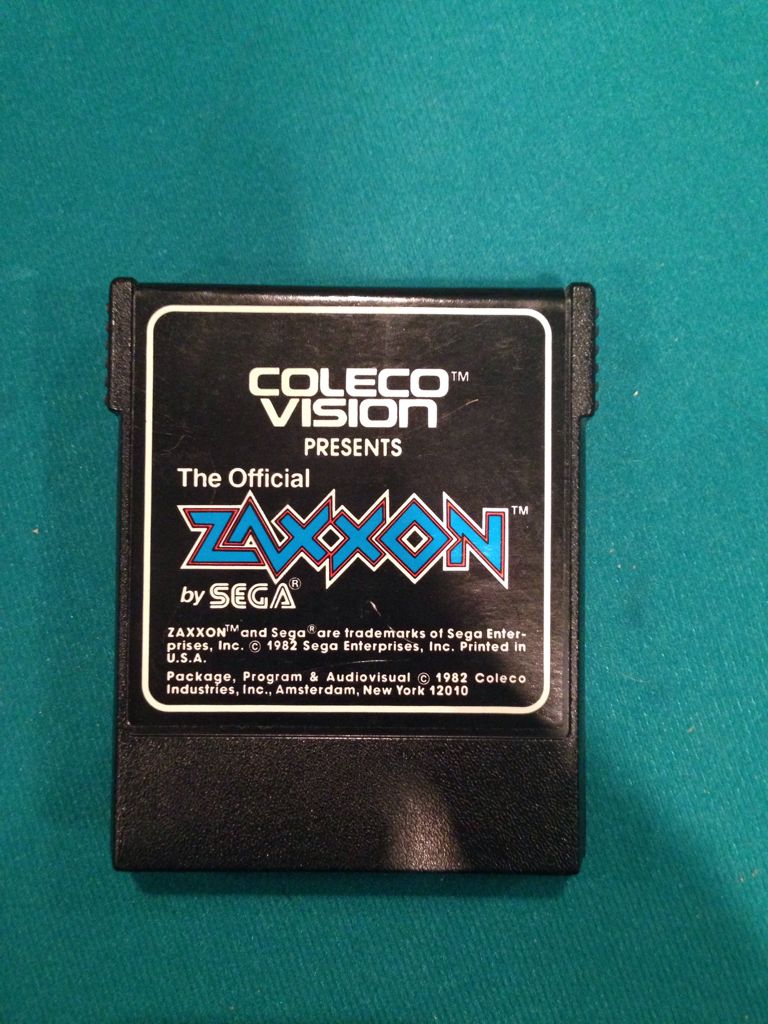 COLECO™
VISION
PRESENTS
The Official
ZAXXON™
by SEGA®
ZAXXON™ and Sega® are trademarks of Sega Enter-
prises, Inc. © 1982 Sega Enterprises, Inc. Printed in
U.S.A.
Package, Program & Audiovisual © 1982 Coleco
Industries, Inc., Amsterdam, New York 12010